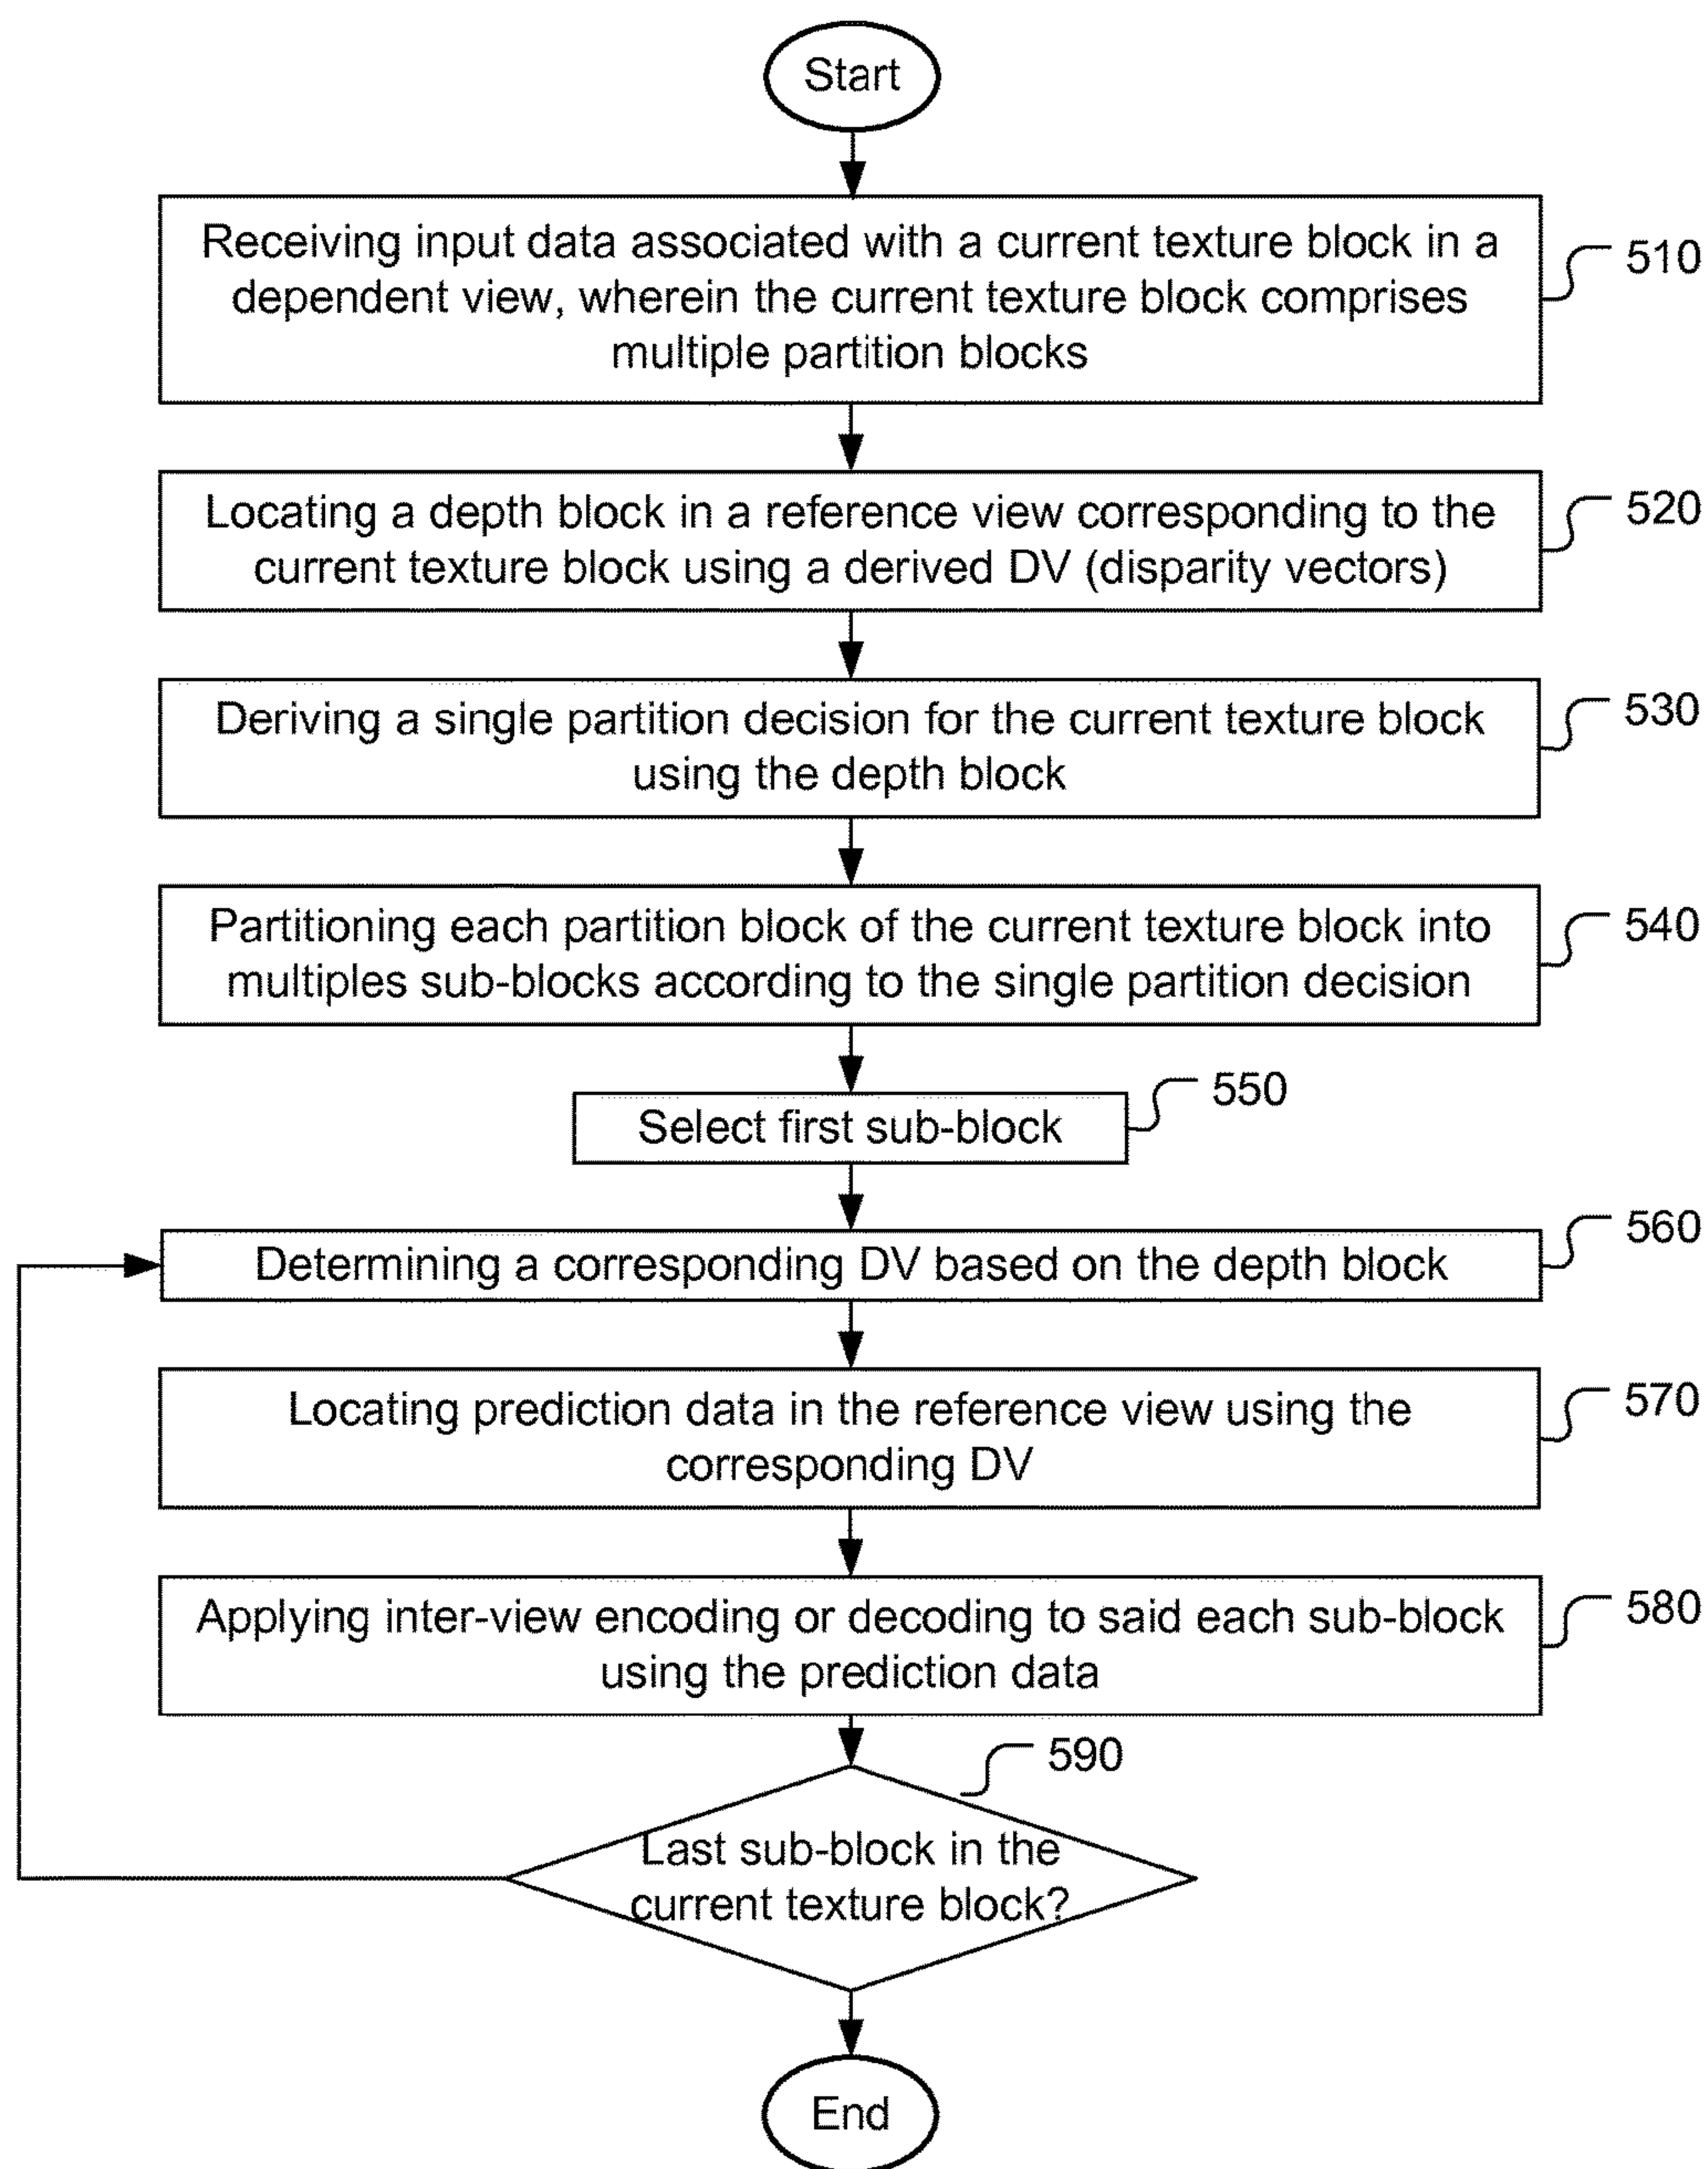 Start
Receiving input data associated with a current texture block in a
dependent view, wherein the current texture block comprises
multiple partition blocks
510
Locating a depth block in a reference view corresponding to the
current texture block using a derived DV (disparity vectors)
520
Deriving a single partition decision for the current texture block
using the depth block
530
Partitioning each partition block of the current texture block into
multiples sub-blocks according to the single partition decision
540
Select first sub-block
550
Determining a corresponding DV based on the depth block
560
Locating prediction data in the reference view using the
corresponding DV
570
Applying inter-view encoding or decoding to said each sub-block
using the prediction data
580
590
Last sub-block in the
current texture block?
End